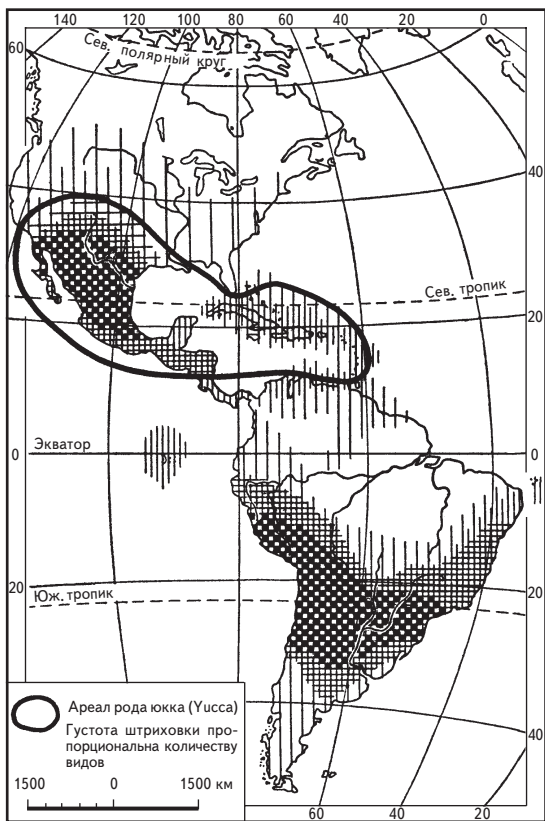 140 120 100 80 60 40 20 0
60
Сев. полярный круг
40
Сев. тропик
20
20
Экватор
0
0
20
Юж. тропик
20
40
Ареал рода юкка (Yucca)
Густота штриховки про-
порциональна количеству
видов
1500 0 1500 км
60 40 20